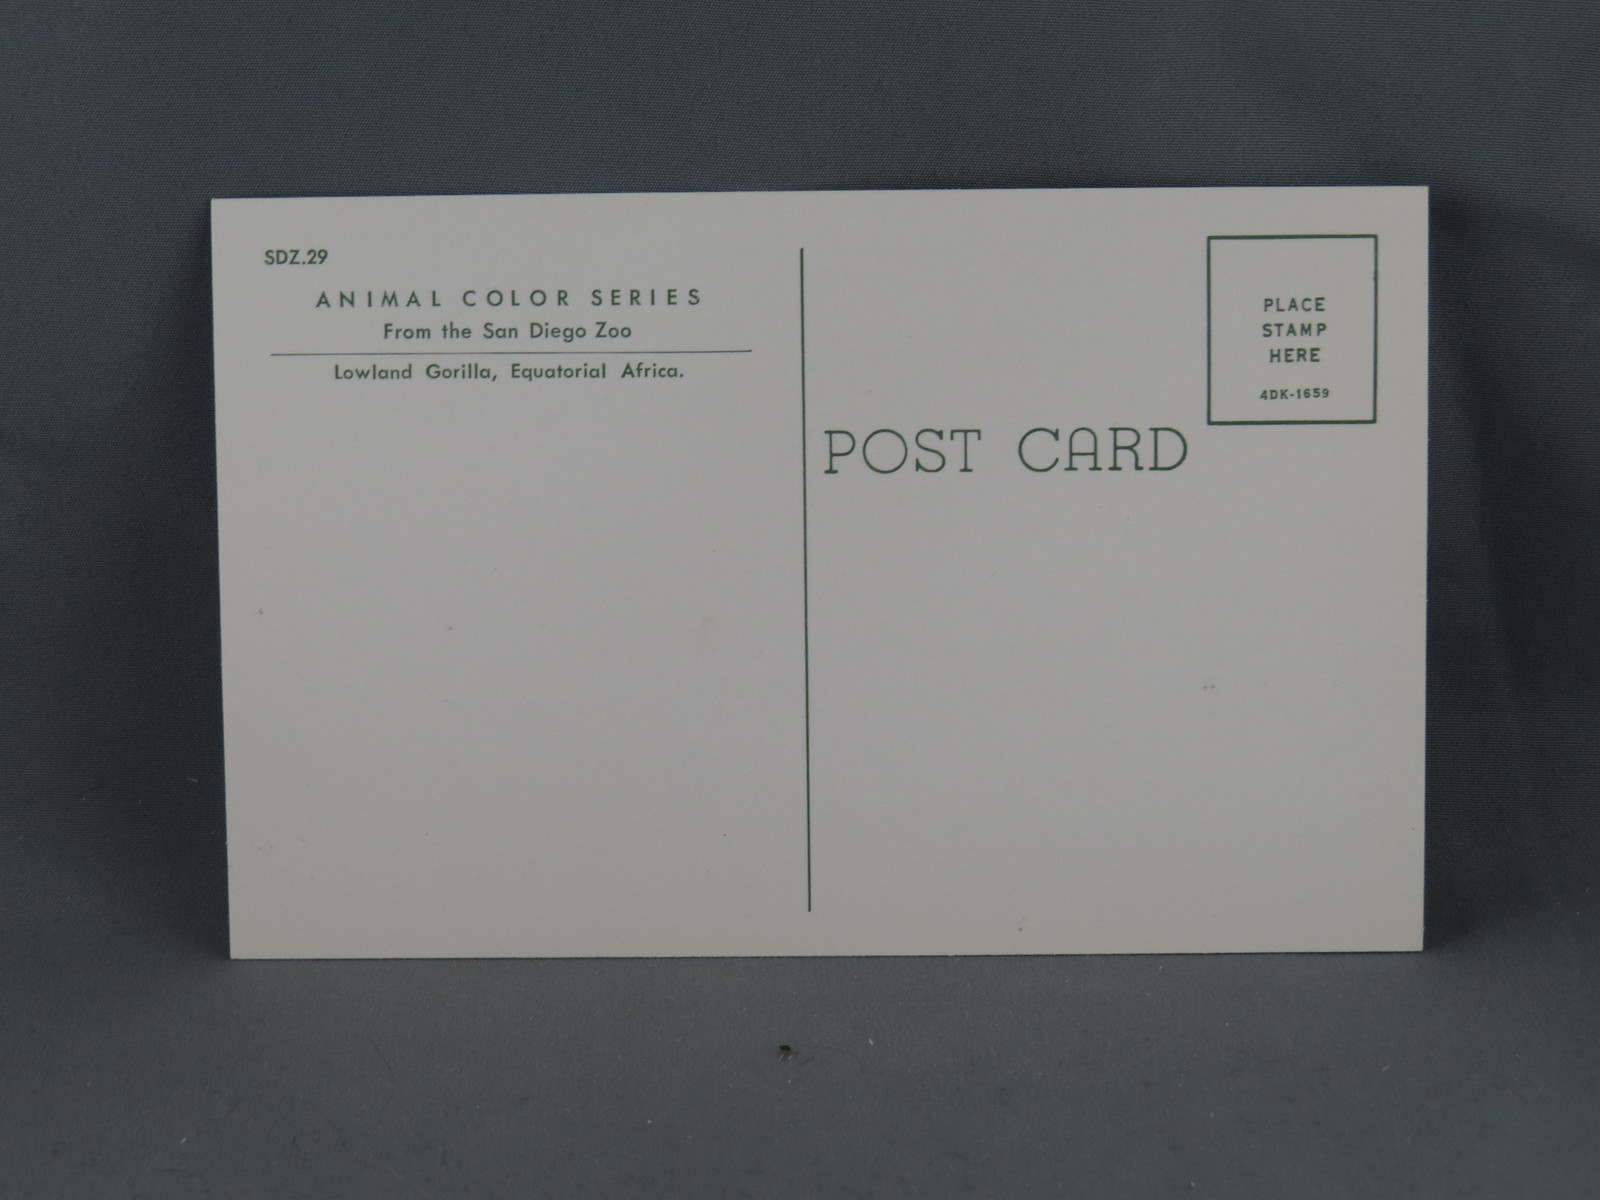 SDZ.29
ANIMAL COLOR SERIES
From the San Diego Zoo
Lowland Gorilla, Equatorial Africa.
PLACE
STAMP
HERE
4DK-1659
POST CARD